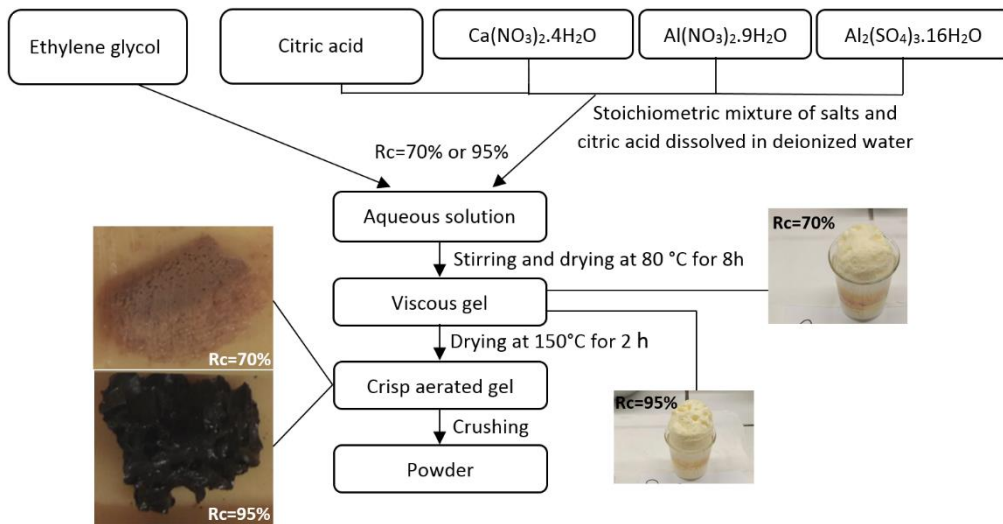 Ethylene glycol
Citric acid
Ca(NO₃)₂.4H₂O
Al(NO₃)₂.9H₂O
Al₂(SO₄)₃.16H₂O
Stoichiometric mixture of salts and
citric acid dissolved in deionized water
Rc=70% or 95%
Aqueous solution
Rc=70%
Stirring and drying at 80 °C for 8h
Viscous gel
Rc=70%
Drying at 150°C for 2 h
Crisp aerated gel
Rc=95%
Crushing
Powder
Rc=95%